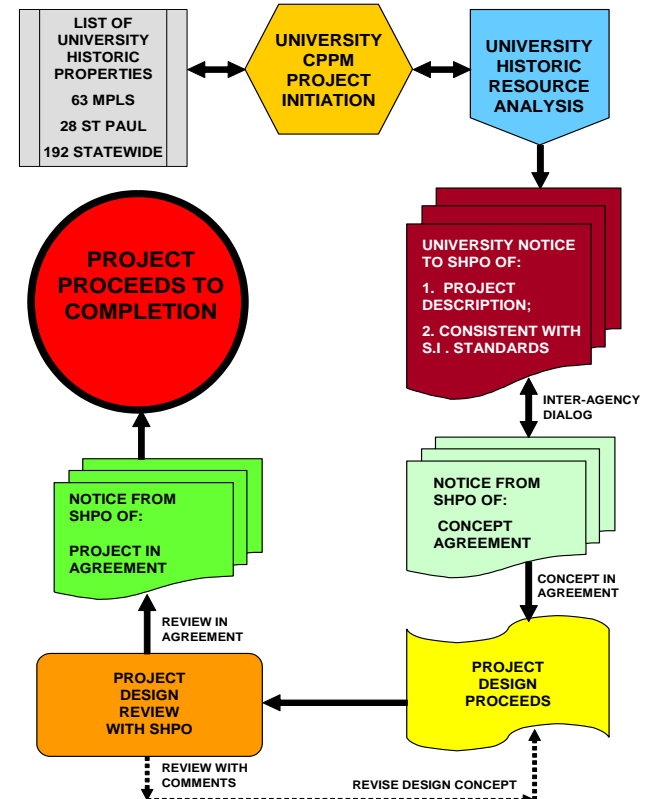 LIST OF
UNIVERSITY
HISTORIC
PROPERTIES
63 MPLS
28 ST PAUL
192 STATEWIDE
UNIVERSITY
CPPM
PROJECT
INITIATION
UNIVERSITY
HISTORIC
RESOURCE
ANALYSIS
UNIVERSITY NOTICE
TO SHPO OF:
1. PROJECT
DESCRIPTION;
2. CONSISTENT WITH
S.I . STANDARDS
INTER-AGENCY
DIALOG
NOTICE FROM
SHPO OF:
CONCEPT
AGREEMENT
CONCEPT IN
AGREEMENT
PROJECT
DESIGN
PROCEEDS
PROJECT
DESIGN
REVIEW
WITH SHPO
REVIEW WITH
COMMENTS
REVISE DESIGN CONCEPT
REVIEW IN
AGREEMENT
NOTICE FROM
SHPO OF:
PROJECT IN
AGREEMENT
PROJECT
PROCEEDS TO
COMPLETION